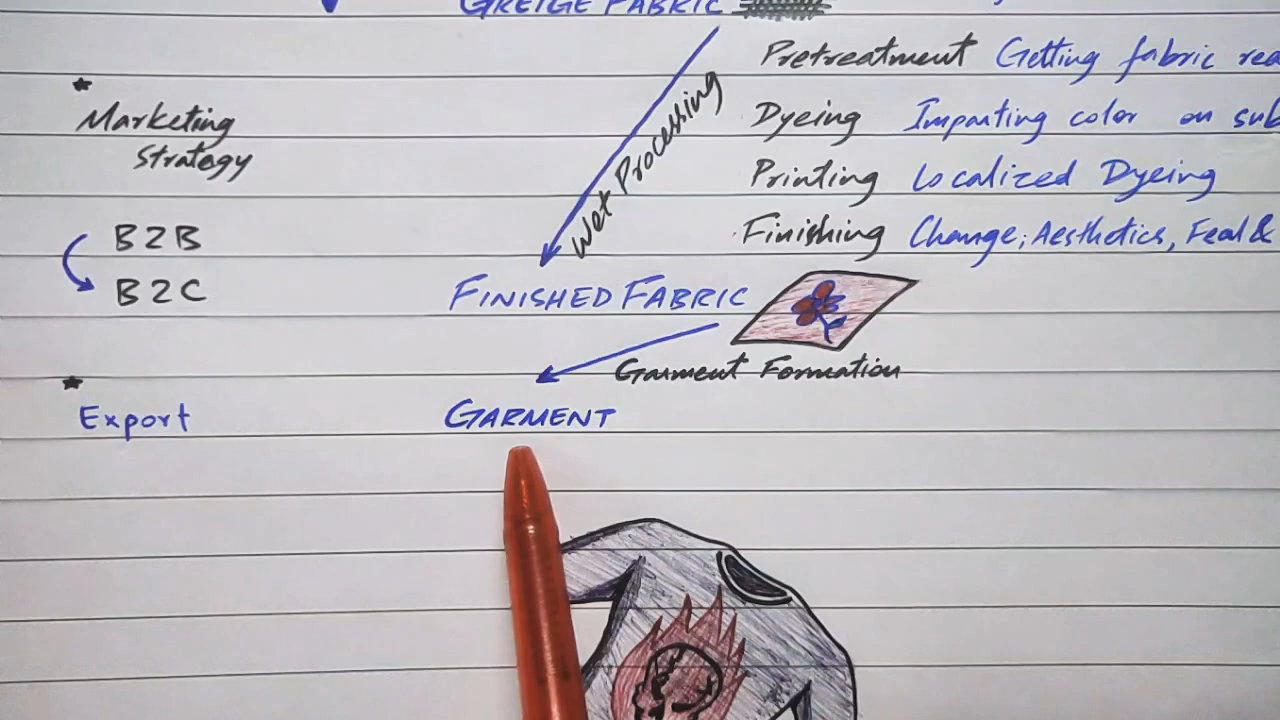 GREIGE FABRIC
Pretreatment Getting fabric rea
Dyeing Imparting color on sub
Printing Localized Dyeing
Finishing Change; Aesthetics, Feal &
Wet Processing
FINISHED FABRIC
Garment Formation
GARMENT
Marketing
Strategy
B2B
B2C
Export